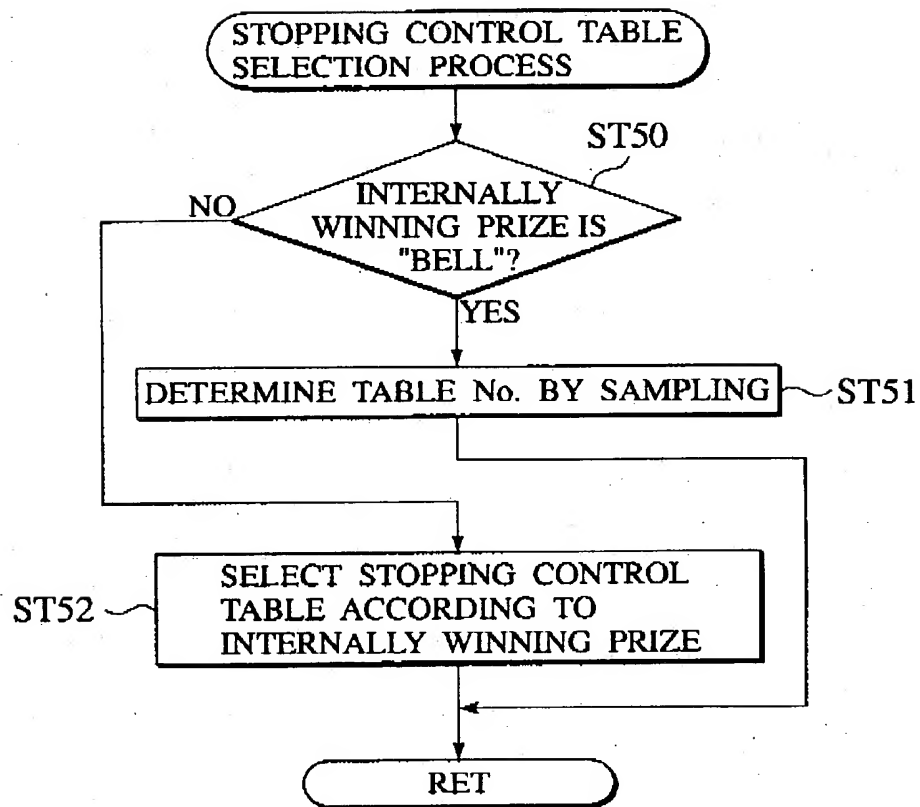 STOPPING CONTROL TABLE
SELECTION PROCESS
ST50
INTERNALLY
WINNING PRIZE IS
"BELL"?
NO
YES
DETERMINE TABLE No. BY SAMPLING
ST51
SELECT STOPPING CONTROL
TABLE ACCORDING TO
INTERNALLY WINNING PRIZE
ST52
RET